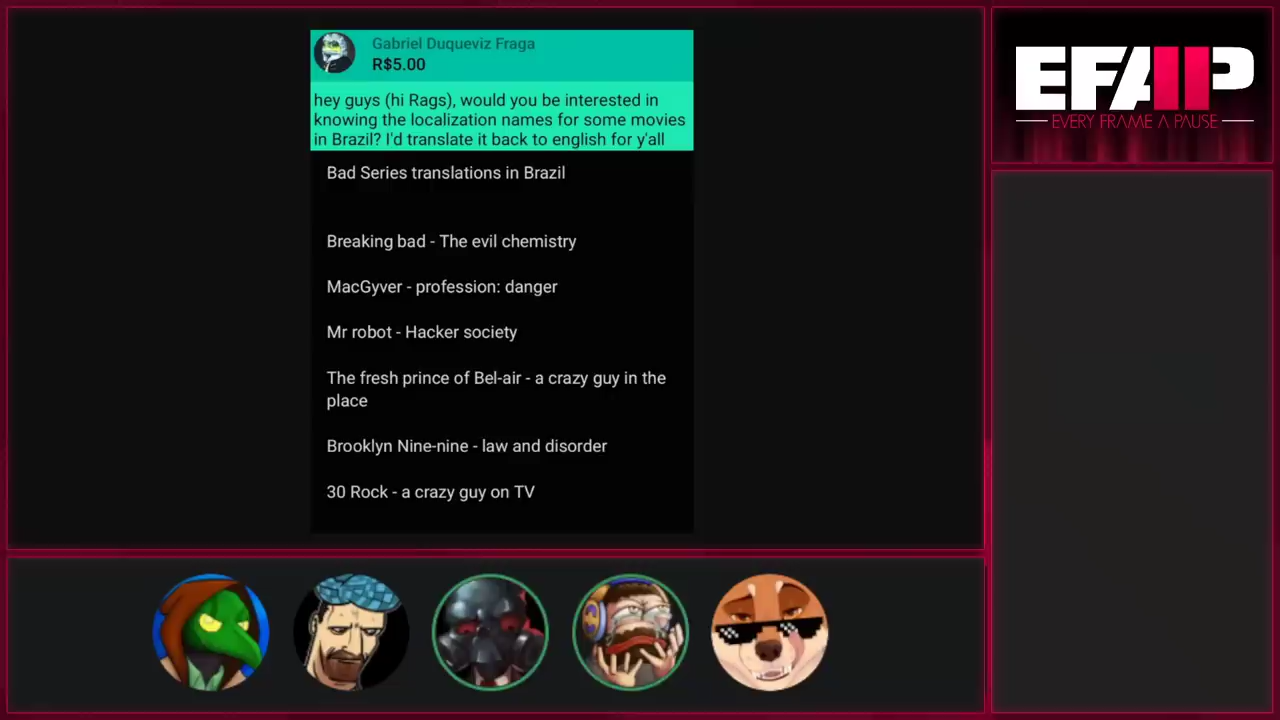 Gabriel Duqueviz Fraga
R$5.00
hey guys (hi Rags), would you be interested in
knowing the localization names for some movies
in Brazil? I'd translate it back to english for y'all
Bad Series translations in Brazil
Breaking bad - The evil chemistry
MacGyver - profession: danger
Mr robot - Hacker society
The fresh prince of Bel-air - a crazy guy in the
place
Brooklyn Nine-nine - law and disorder
30 Rock - a crazy guy on TV
EFAP
EVERY FRAME A PAUSE